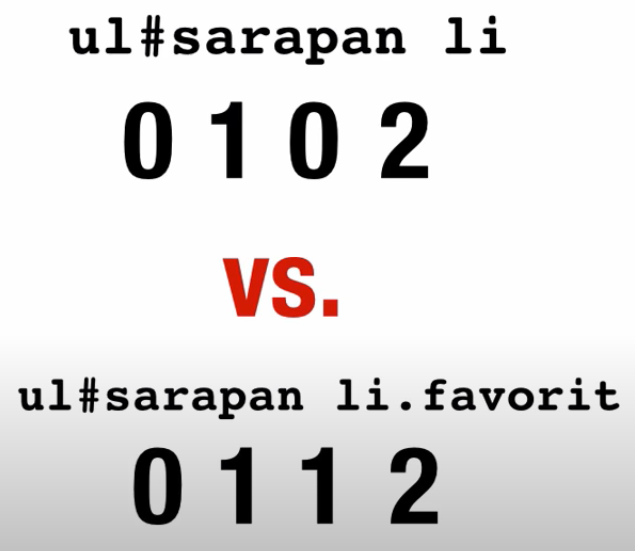 ul#sarapan li
0 1 0 2
vs.
ul#sarapan li.favorit
0 1 1 2